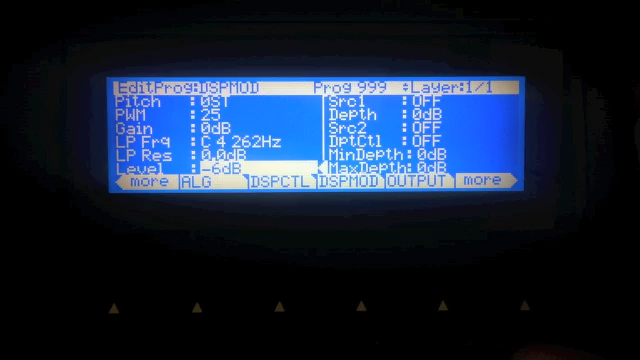 EditProg:DSPMOD Prog 999 Layer:1/1
Pitch : 0ST Src1 : OFF
PWM : 25 Depth : 0dB
Gain : 0dB Src2 : OFF
LP Frq : C 4 262Hz DptCtl : OFF
LP Res : 0.0dB MinDepth : 0dB
Level : -6dB MaxDepth : 0dB
more ALG DSPCTL DSPMOD OUTPUT more